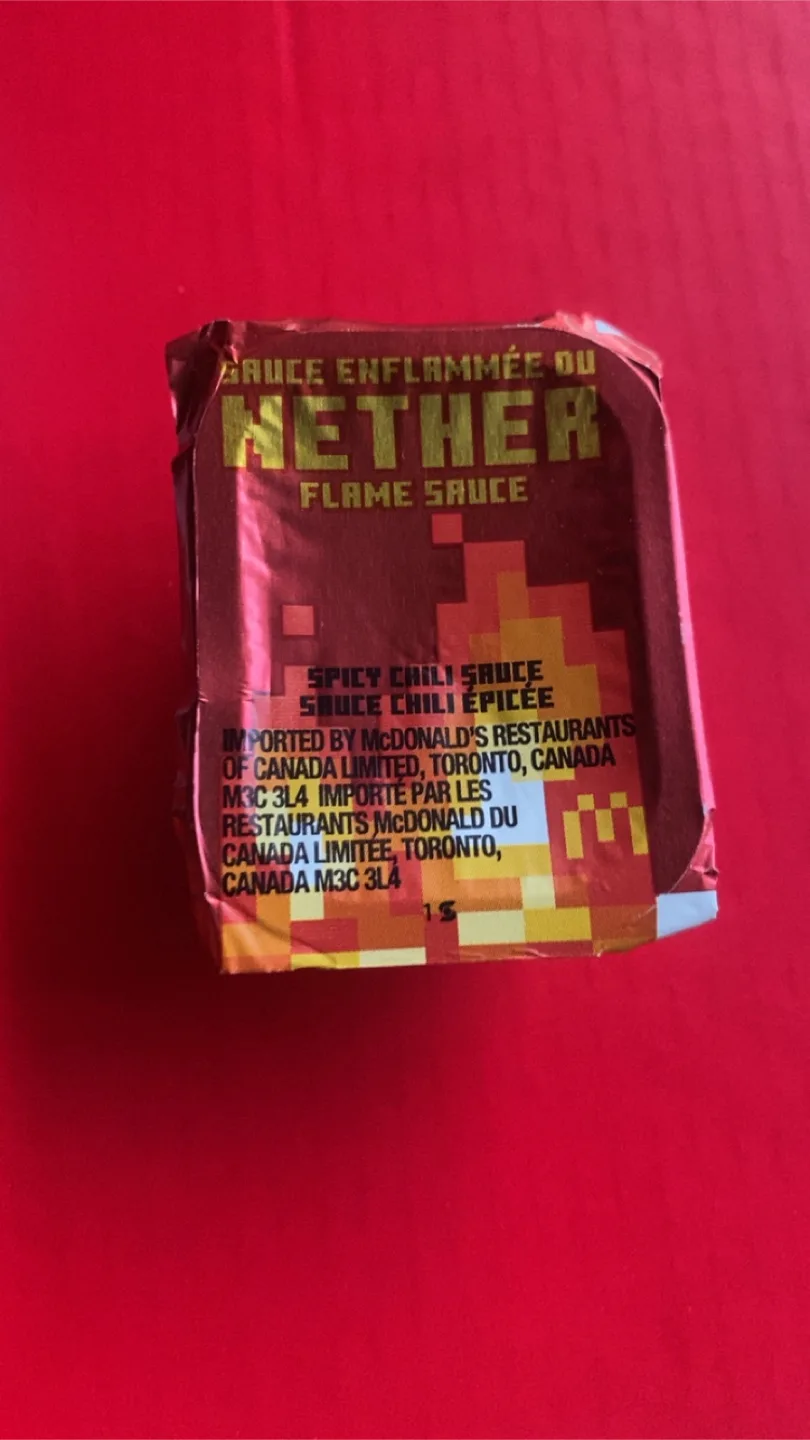 SAUCE ENFLAMMÉE DU
NETHER
FLAME SAUCE
SPICY CHILI SAUCE
SAUCE CHILI ÉPICÉE
IMPORTED BY McDONALD'S RESTAURANTS
OF CANADA LIMITED, TORONTO, CANADA
M3C 3L4 IMPORTÉ PAR LES
RESTAURANTS McDONALD DU
CANADA LIMITÉE, TORONTO,
CANADA M3C 3L4
1 S